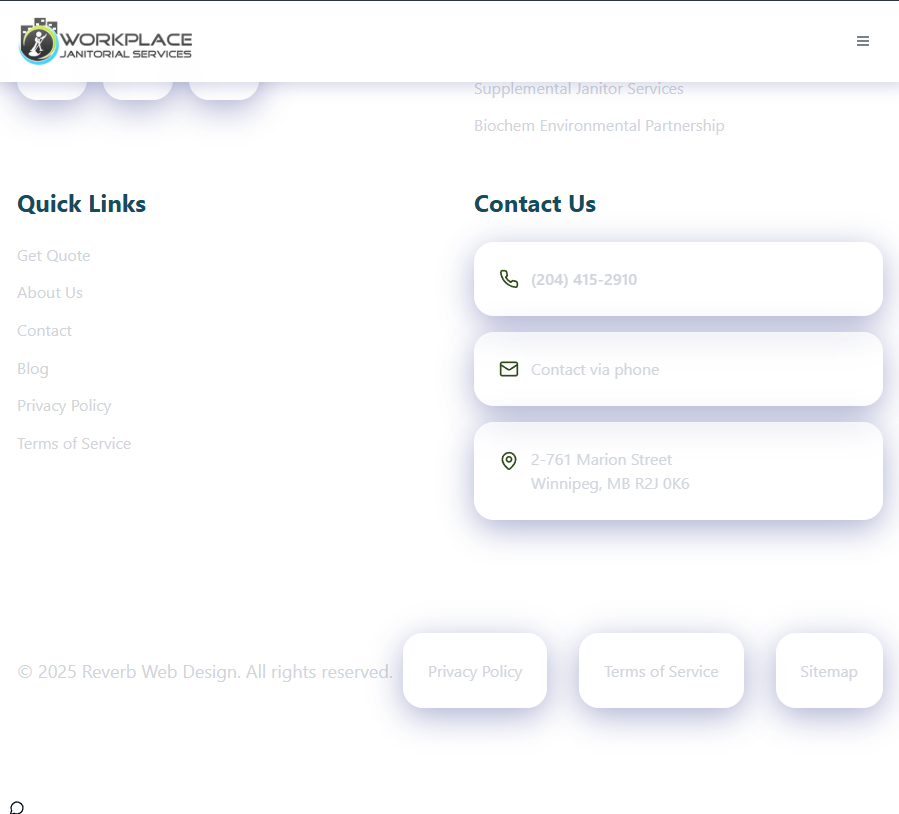 WORKPLACE
JANITORIAL SERVICES
Supplemental Janitor Services
Biochem Environmental Partnership
Quick Links
Get Quote
About Us
Contact
Blog
Privacy Policy
Terms of Service
Contact Us
(204) 415-2910
Contact via phone
2-761 Marion Street
Winnipeg, MB R2J 0K6
© 2025 Reverb Web Design. All rights reserved.
Privacy Policy
Terms of Service
Sitemap